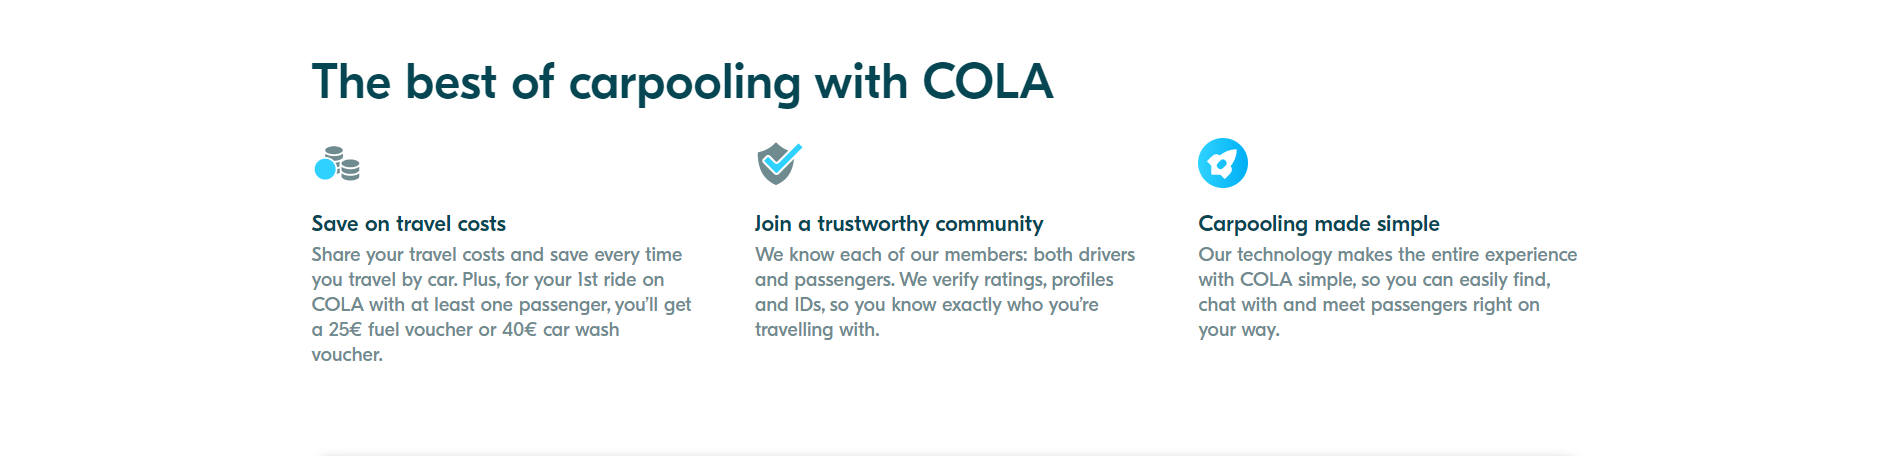 The best of carpooling with COLA
Save on travel costs
Share your travel costs and save every time
you travel by car. Plus, for your 1st ride on
COLA with at least one passenger, you’ll get
a 25€ fuel voucher or 40€ car wash
voucher.
Join a trustworthy community
We know each of our members: both drivers
and passengers. We verify ratings, profiles
and IDs, so you know exactly who you’re
travelling with.
Carpooling made simple
Our technology makes the entire experience
with COLA simple, so you can easily find,
chat with and meet passengers right on
your way.